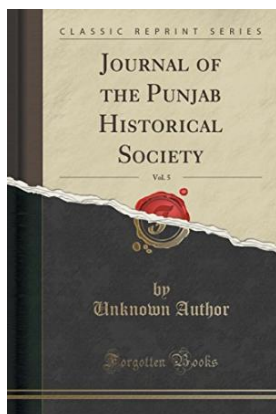 CLASSIC REPRINT SERIES
JOURNAL OF
THE PUNJAB
HISTORICAL
SOCIETY
Vol. 5
by
Unknown Author
Forgotten Books